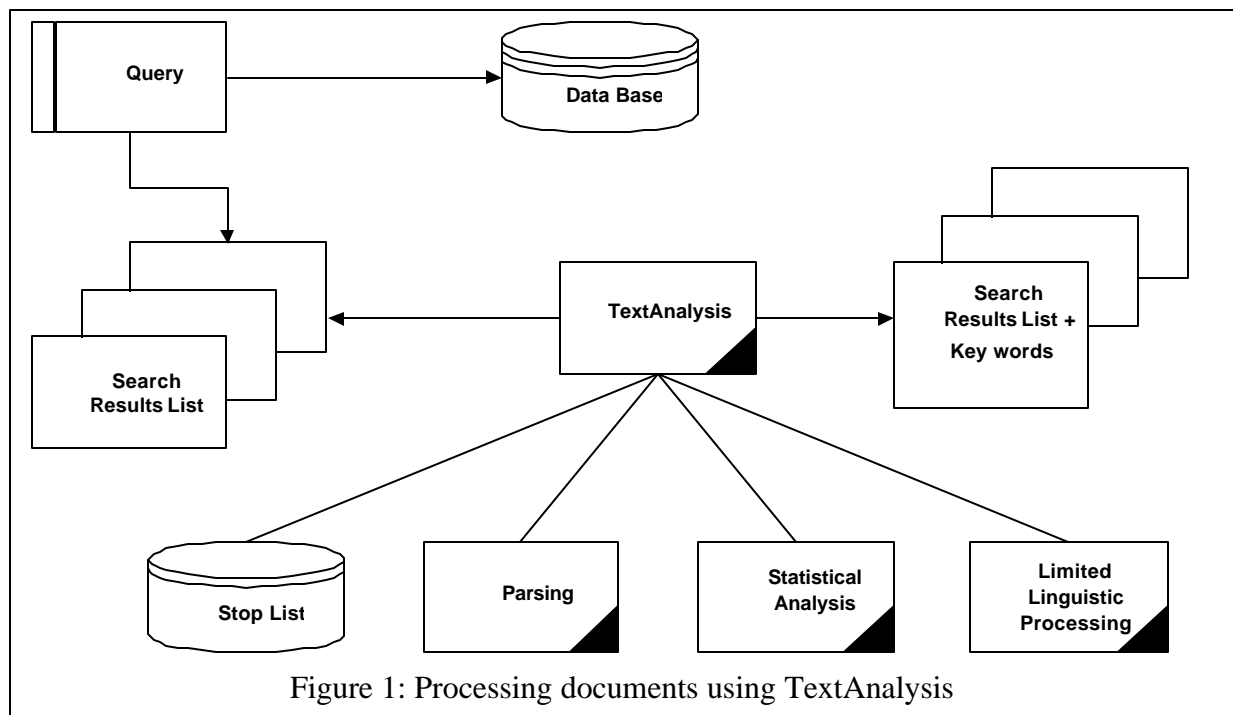 Query
Data Base
Search
Results List
TextAnalysis
Search
Results List +
Key words
Stop List
Parsing
Statistical
Analysis
Limited
Linguistic
Processing
Figure 1: Processing documents using TextAnalysis